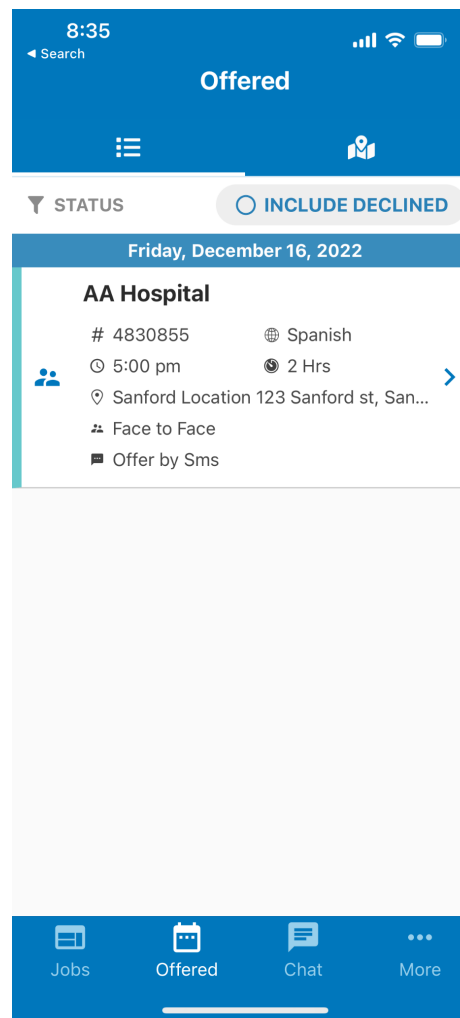 8:35
◀ Search
Offered
STATUS
INCLUDE DECLINED
Friday, December 16, 2022
AA Hospital
# 4830855
Spanish
5:00 pm
2 Hrs
Sanford Location 123 Sanford st, San...
Face to Face
Offer by Sms
Jobs
Offered
Chat
More